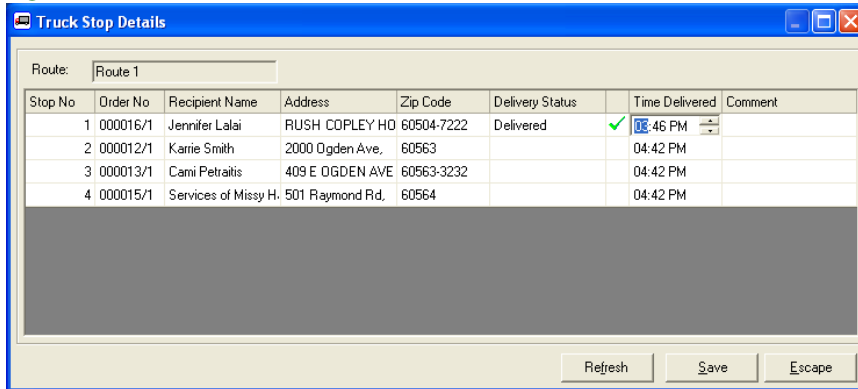 Truck Stop Details
Route: Route 1
Stop No Order No Recipient Name Address Zip Code Delivery Status Time Delivered Comment
1 000016/1 Jennifer Lalai RUSH COPLEY HO 60504-7222 Delivered 03:46 PM
2 000012/1 Karrie Smith 2000 Ogden Ave, 60563 04:42 PM
3 000013/1 Cami Petraitis 409 E OGDEN AVE 60563-3232 04:42 PM
4 000015/1 Services of Missy H 501 Raymond Rd, 60564 04:42 PM
Refresh Save Escape